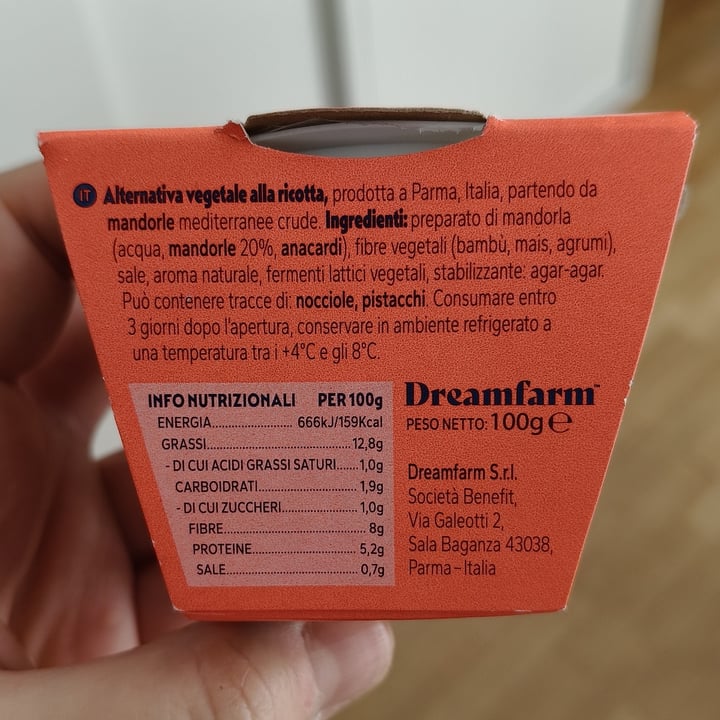 IT Alternativa vegetale alla ricotta, prodotta a Parma, Italia, partendo da
mandorle mediterranee crude. Ingredienti: preparato di mandorla
(acqua, mandorle 20%, anacardi), fibre vegetali (bambù, mais, agrumi),
sale, aroma naturale, fermenti lattici vegetali, stabilizzante: agar-agar.
Può contenere tracce di: nocciole, pistacchi. Consumare entro
3 giorni dopo l'apertura, conservare in ambiente refrigerato a
una temperatura tra i +4°C e gli 8°C.
INFO NUTRIZIONALI PER 100g
ENERGIA 666kJ/159Kcal
GRASSI 12,8g
- DI CUI ACIDI GRASSI SATURI 1,0g
CARBOIDRATI 1,9g
- DI CUI ZUCCHERI 1,0g
FIBRE 8g
PROTEINE 5,2g
SALE 0,7g
Dreamfarm™
PESO NETTO: 100g ℮
Dreamfarm S.r.l.
Società Benefit,
Via Galeotti 2,
Sala Baganza 43038,
Parma – Italia